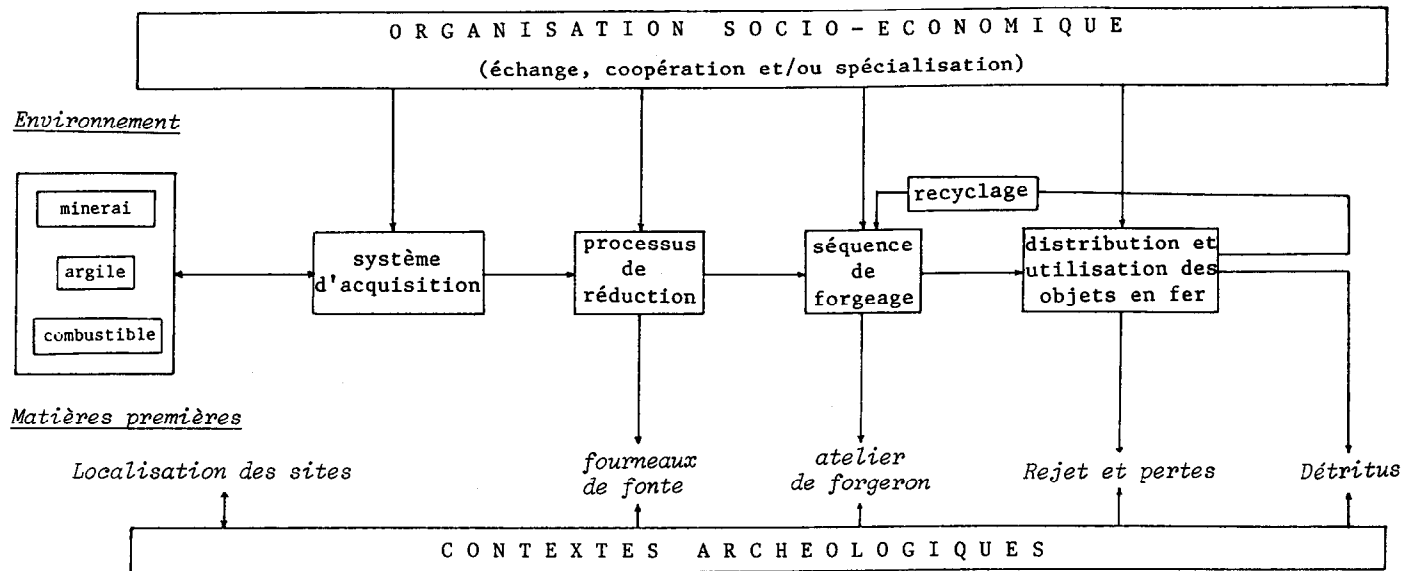 ORGANISATION SOCIO-ECONOMIQUE
(échange, coopération et/ou spécialisation)
Environnement
recyclage
minerai
argile
combustible
système
d'acquisition
processus
de
réduction
séquence
de
forgeage
distribution et
utilisation des
objets en fer
Matières premières
Localisation des sites
fourneaux
de fonte
atelier
de forgeron
Rejet et pertes
Détritus
CONTEXTES ARCHEOLOGIQUES